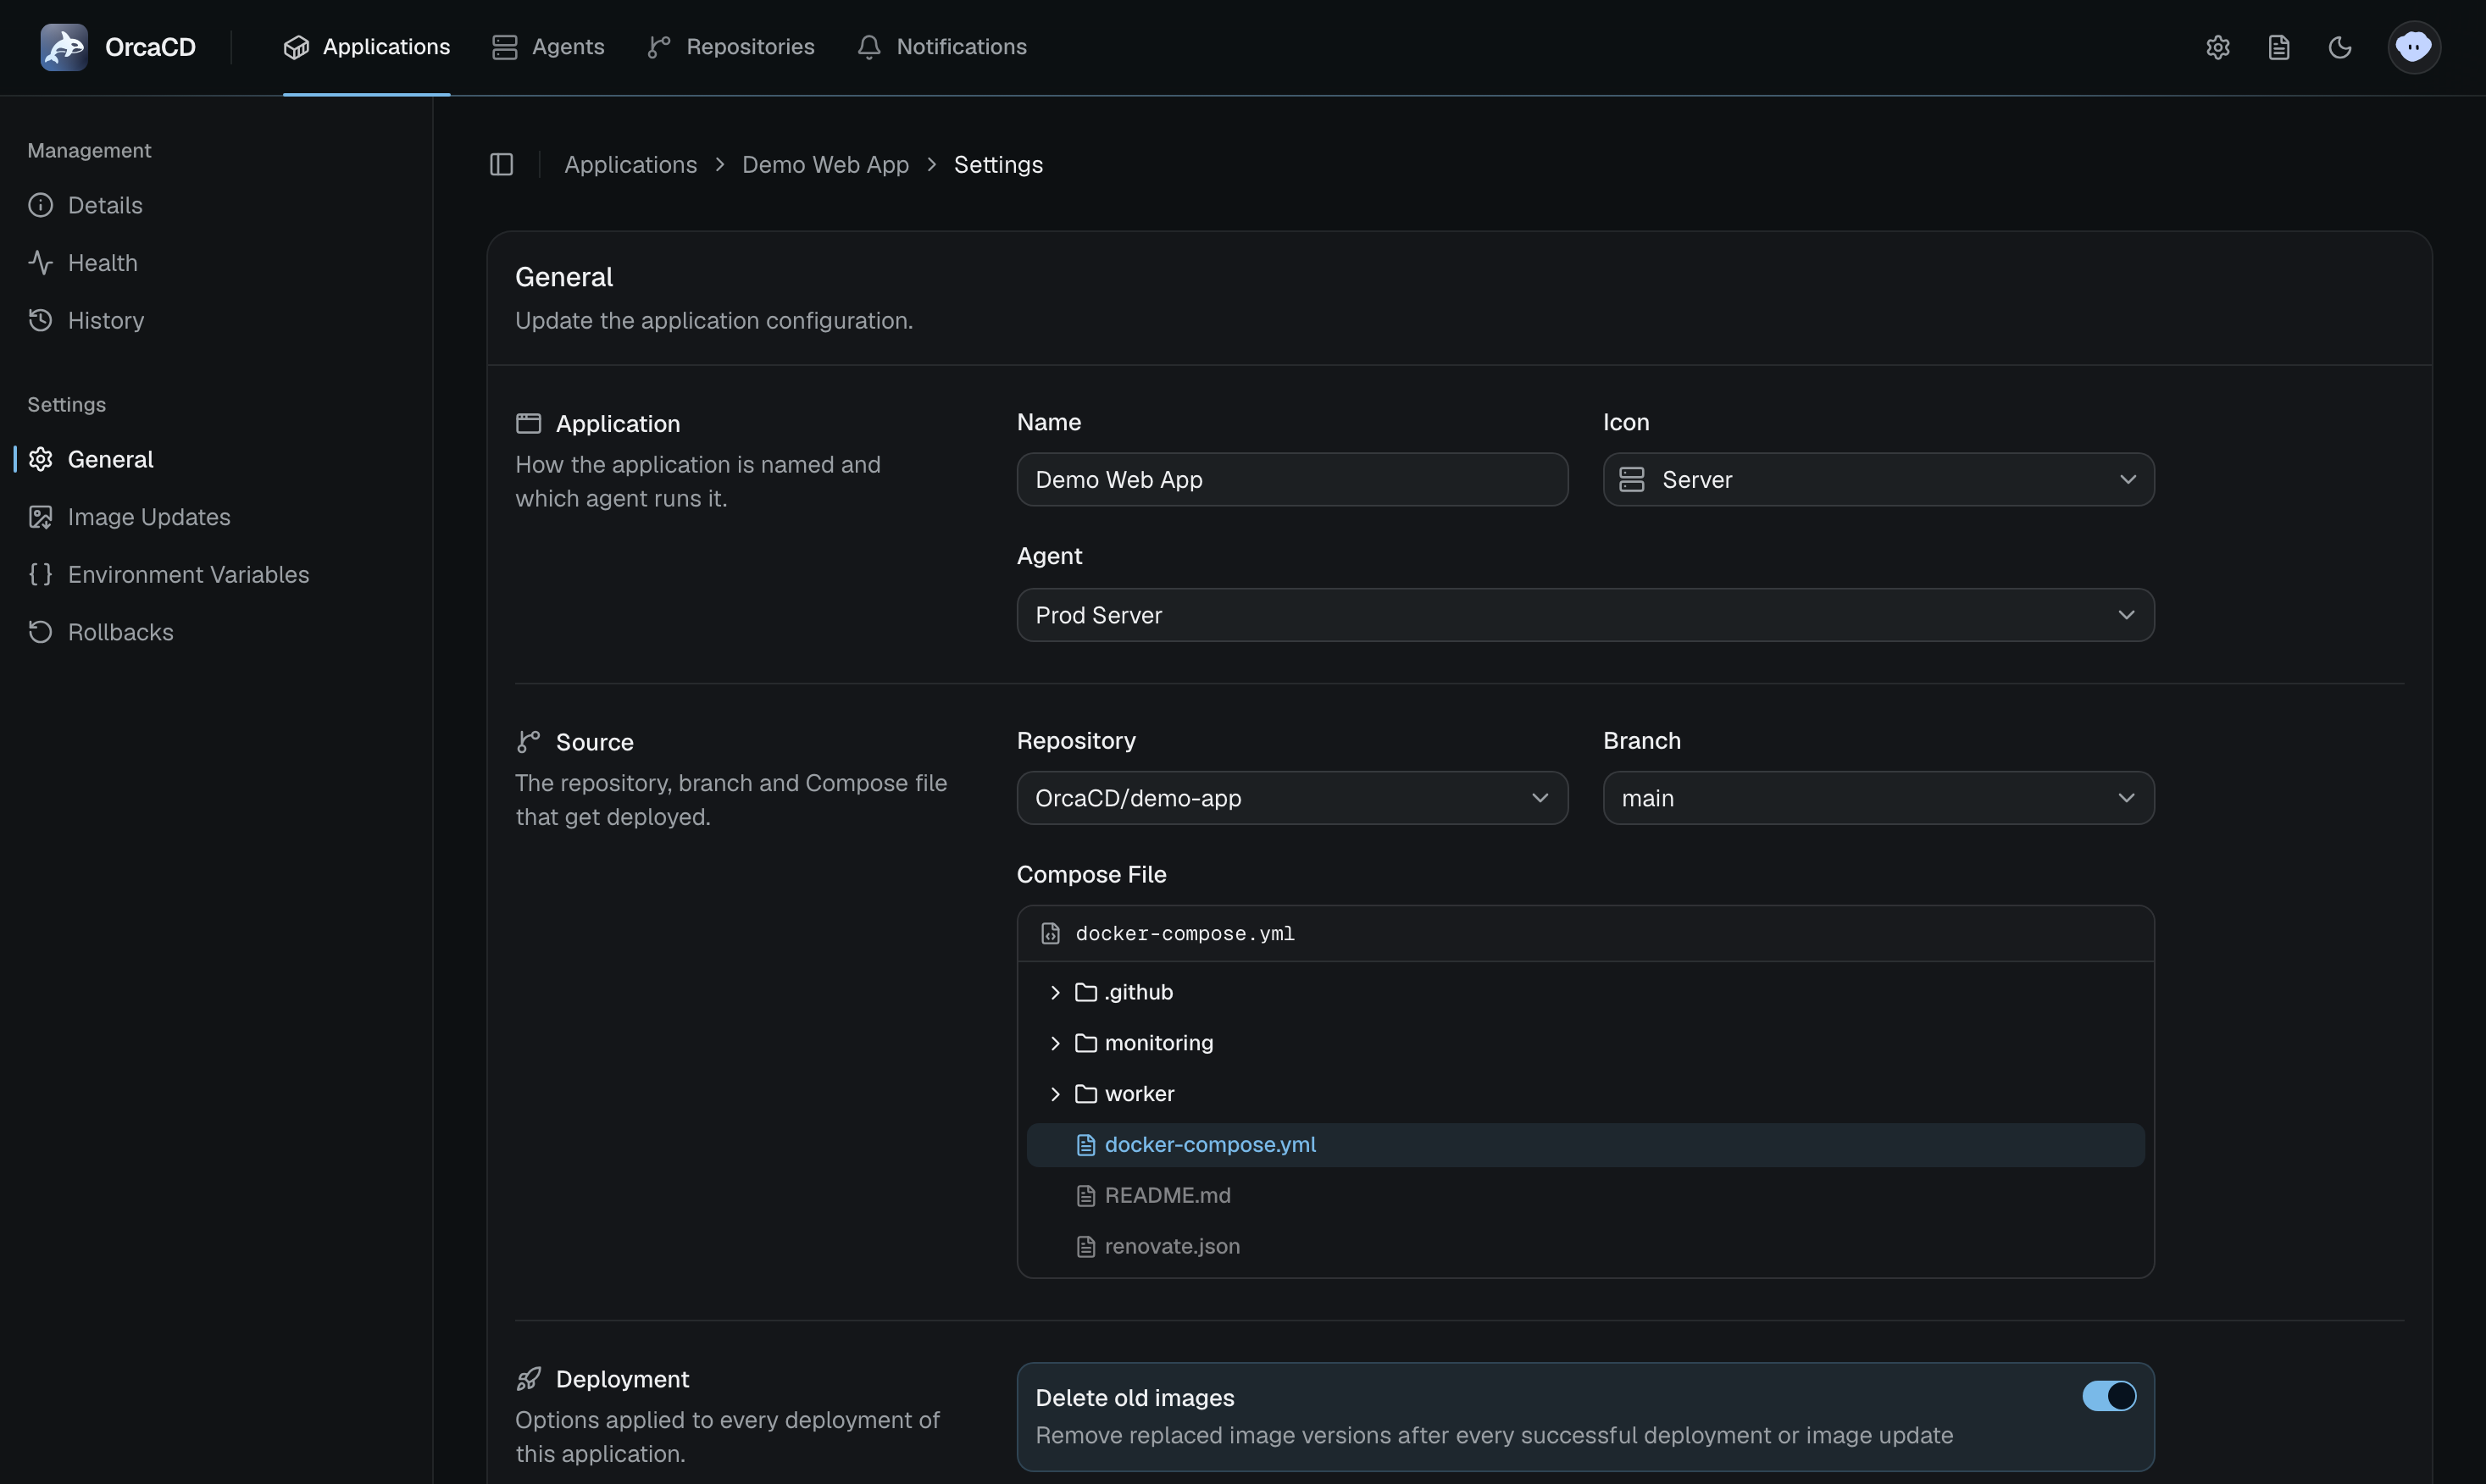 OrcaCD
Applications
Agents
Repositories
Notifications
Management
Details
Health
History
Settings
General
Image Updates
Environment Variables
Rollbacks
Applications > Demo Web App > Settings
General
Update the application configuration.
Application
How the application is named and
which agent runs it.
Name
Demo Web App
Icon
Server
Agent
Prod Server
Source
The repository, branch and Compose file
that get deployed.
Repository
OrcaCD/demo-app
Branch
main
Compose File
docker-compose.yml
.github
monitoring
worker
docker-compose.yml
README.md
renovate.json
Deployment
Options applied to every deployment of
this application.
Delete old images
Remove replaced image versions after every successful deployment or image update